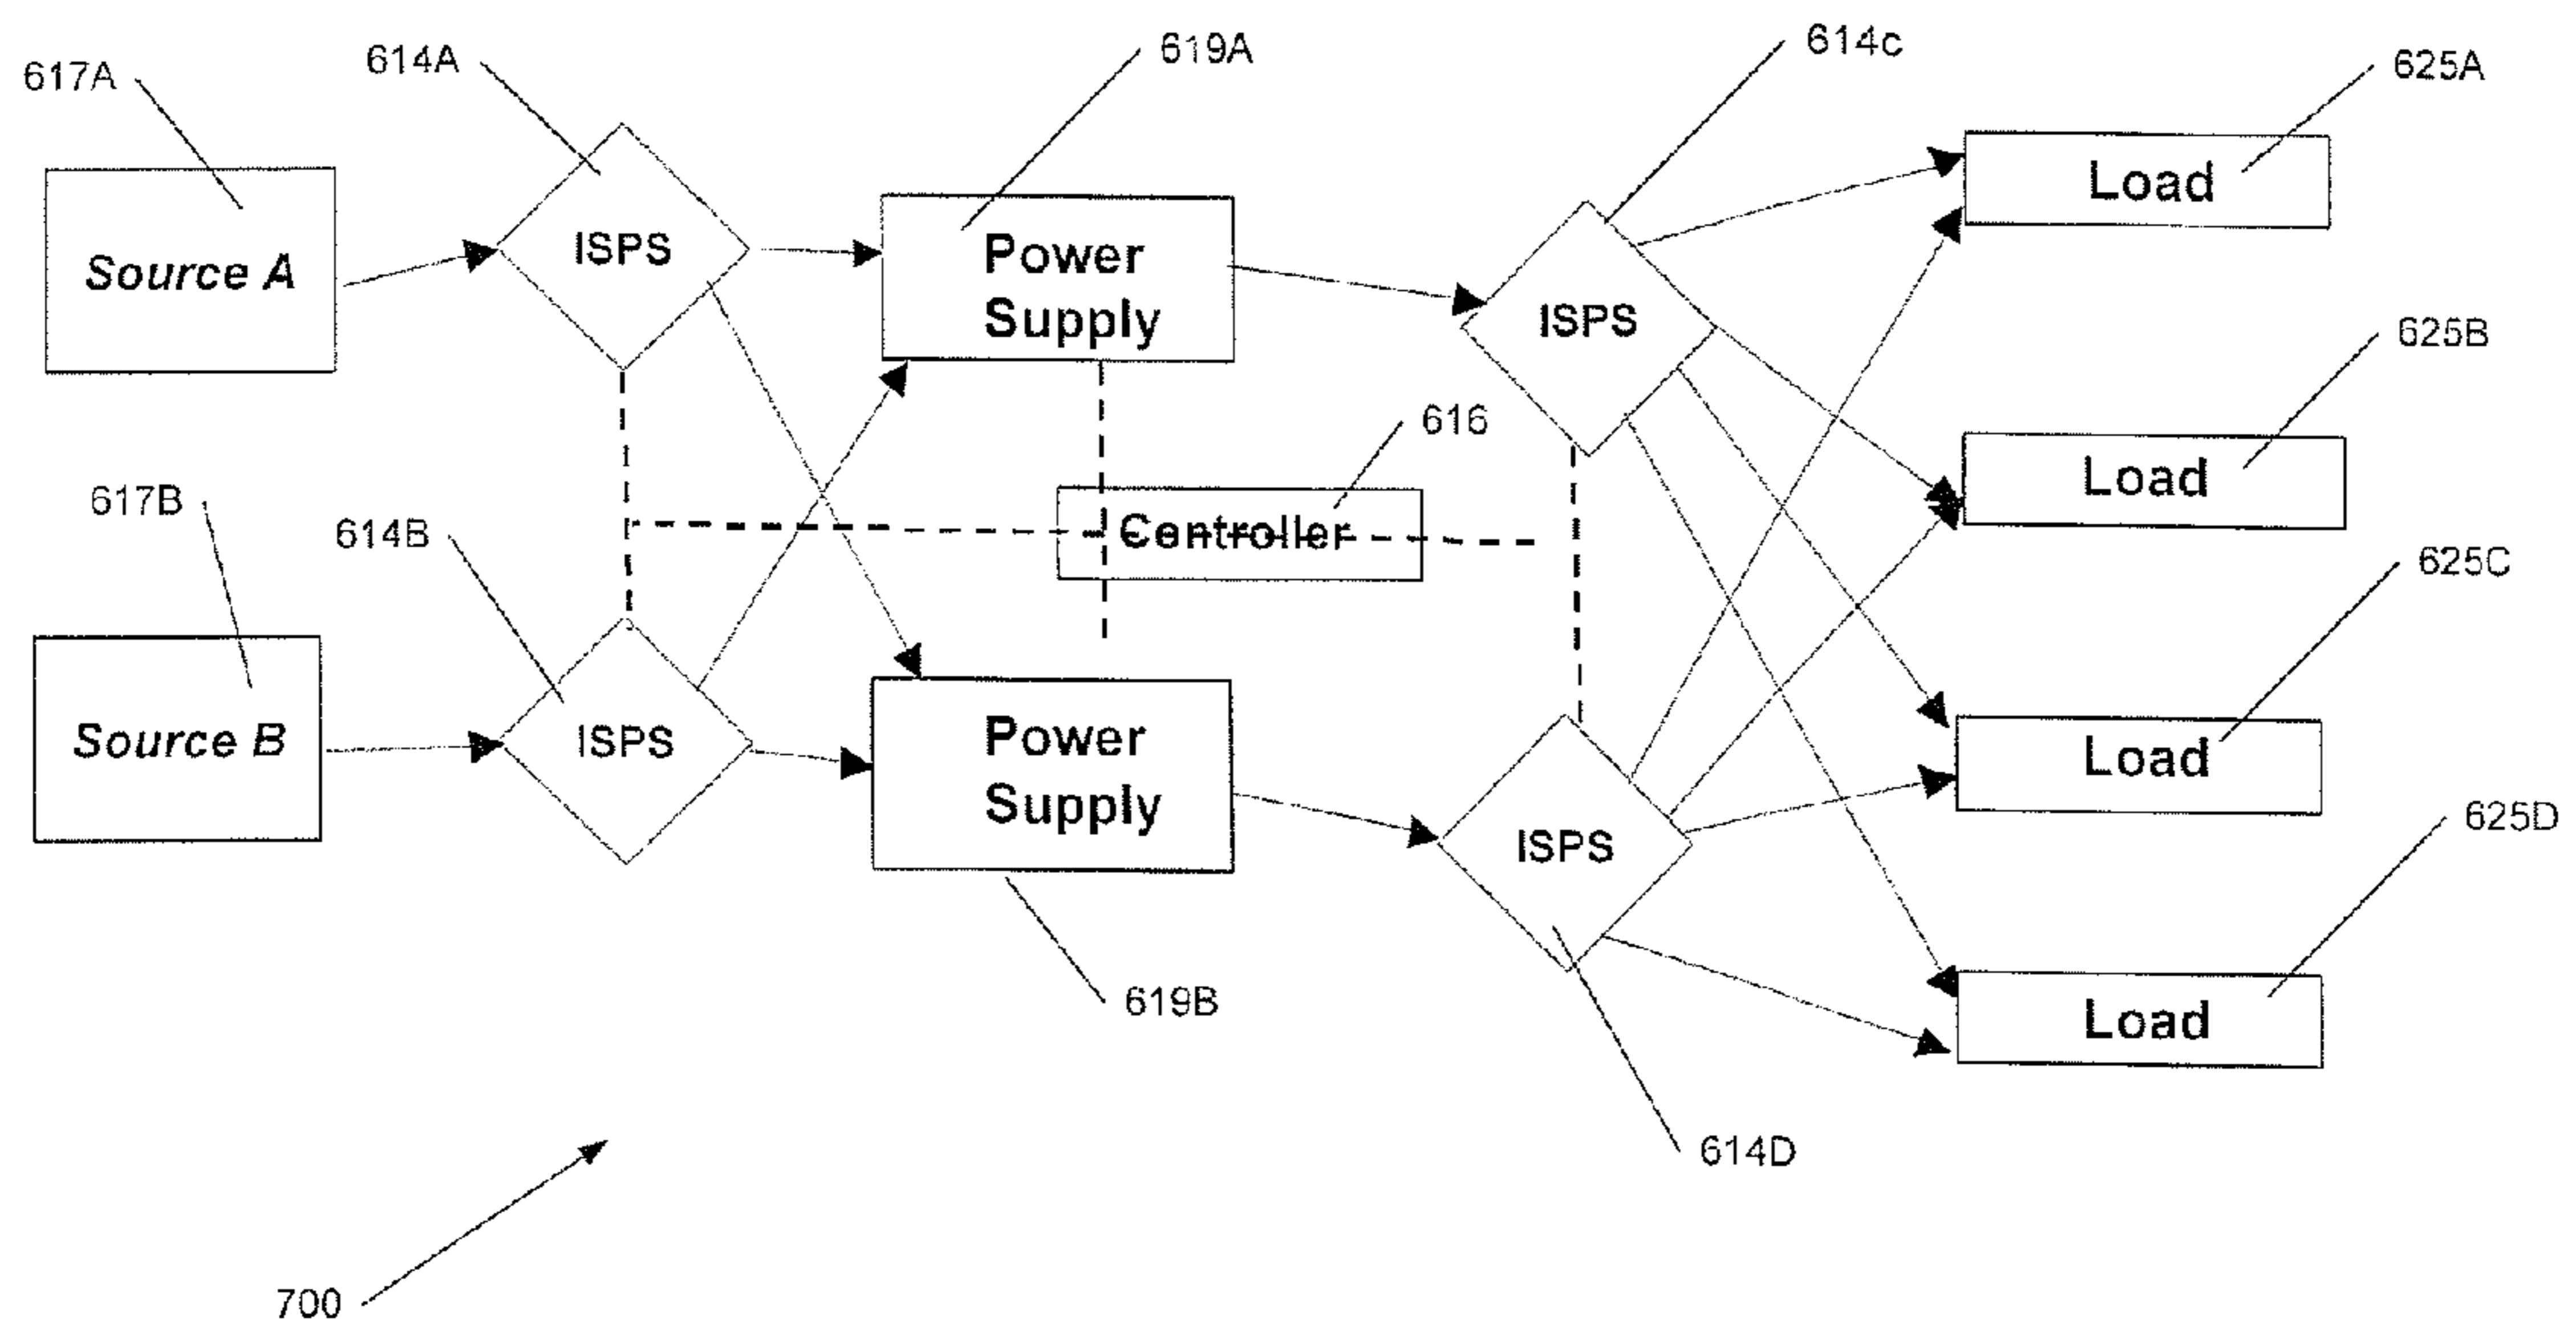 617A
614A
619A
614c
625A
Source A
ISPS
Power
Supply
ISPS
Load
625B
617B
614B
616
Load
Controller
625C
Source B
ISPS
Power
Supply
ISPS
Load
625D
619B
Load
614D
700